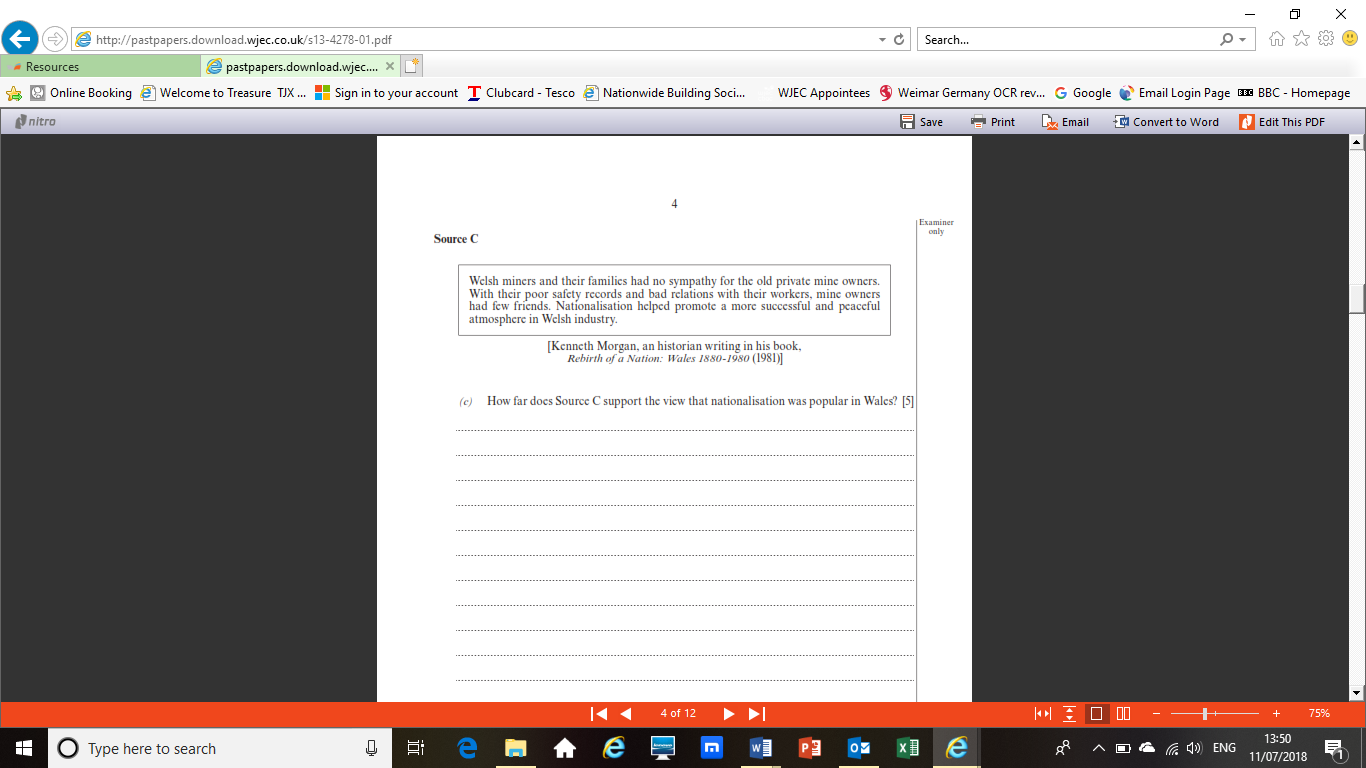 http://pastpapers.download.wjec.co.uk/s13-4278-01.pdf
Search...
Resources
pastpapers.download.wjec....
Online Booking
Welcome to Treasure TJX ...
Sign in to your account
Clubcard - Tesco
Nationwide Building Soci...
WJEC Appointees
Weimar Germany OCR rev...
Google
Email Login Page
BBC - Homepage
nitro
Save
Print
Email
Convert to Word
Edit This PDF
4
Examiner
only
Source C
Welsh miners and their families had no sympathy for the old private mine owners.
With their poor safety records and bad relations with their workers, mine owners
had few friends. Nationalisation helped promote a more successful and peaceful
atmosphere in Welsh industry.
[Kenneth Morgan, an historian writing in his book,
Rebirth of a Nation: Wales 1880-1980 (1981)]
(c) How far does Source C support the view that nationalisation was popular in Wales? [5]
4 of 12
75%
Type here to search
ENG
13:50
11/07/2018
1